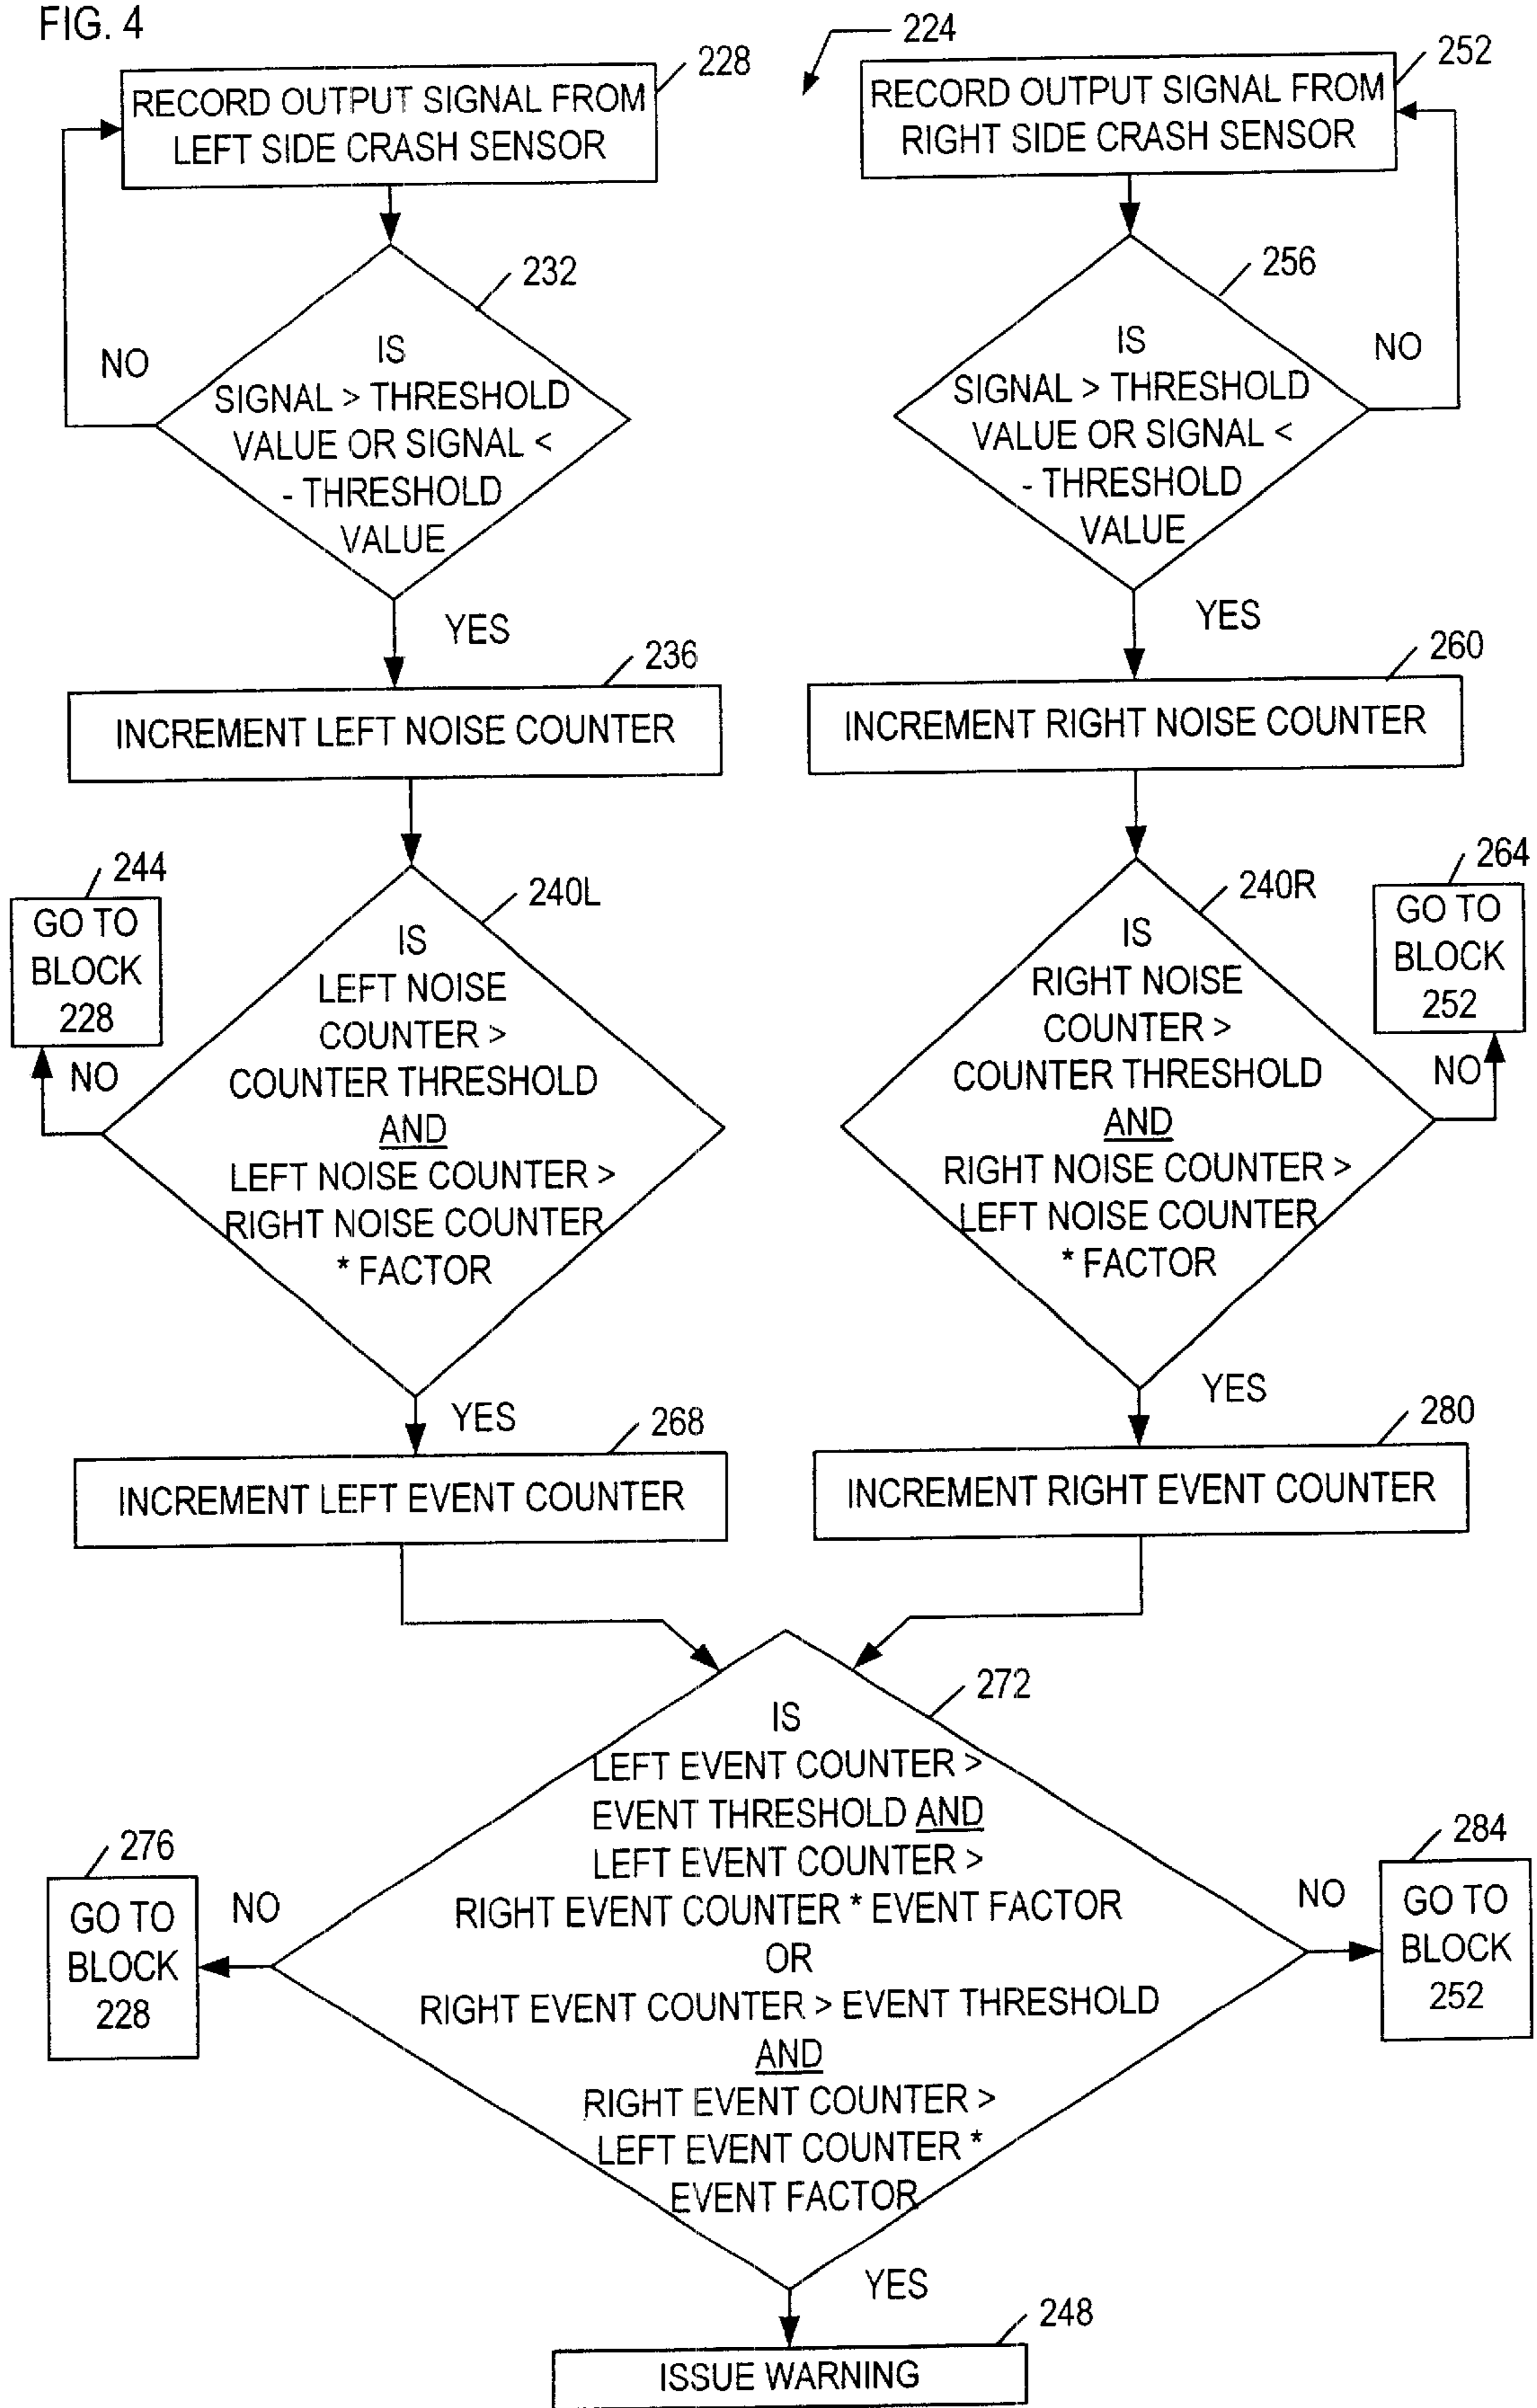 FIG. 4
224
228
RECORD OUTPUT SIGNAL FROM
LEFT SIDE CRASH SENSOR
252
RECORD OUTPUT SIGNAL FROM
RIGHT SIDE CRASH SENSOR
232
IS
SIGNAL > THRESHOLD
VALUE OR SIGNAL <
- THRESHOLD
VALUE
NO
YES
256
IS
SIGNAL > THRESHOLD
VALUE OR SIGNAL <
- THRESHOLD
VALUE
NO
YES
236
INCREMENT LEFT NOISE COUNTER
260
INCREMENT RIGHT NOISE COUNTER
244
GO TO
BLOCK
228
NO
240L
IS
LEFT NOISE
COUNTER >
COUNTER THRESHOLD
AND
LEFT NOISE COUNTER >
RIGHT NOISE COUNTER
* FACTOR
YES
240R
IS
RIGHT NOISE
COUNTER >
COUNTER THRESHOLD
AND
RIGHT NOISE COUNTER >
LEFT NOISE COUNTER
* FACTOR
YES
264
GO TO
BLOCK
252
NO
268
INCREMENT LEFT EVENT COUNTER
280
INCREMENT RIGHT EVENT COUNTER
272
IS
LEFT EVENT COUNTER >
EVENT THRESHOLD AND
LEFT EVENT COUNTER >
RIGHT EVENT COUNTER * EVENT FACTOR
OR
RIGHT EVENT COUNTER > EVENT THRESHOLD
AND
RIGHT EVENT COUNTER >
LEFT EVENT COUNTER *
EVENT FACTOR
276
GO TO
BLOCK
228
NO
284
GO TO
BLOCK
252
NO
YES
248
ISSUE WARNING